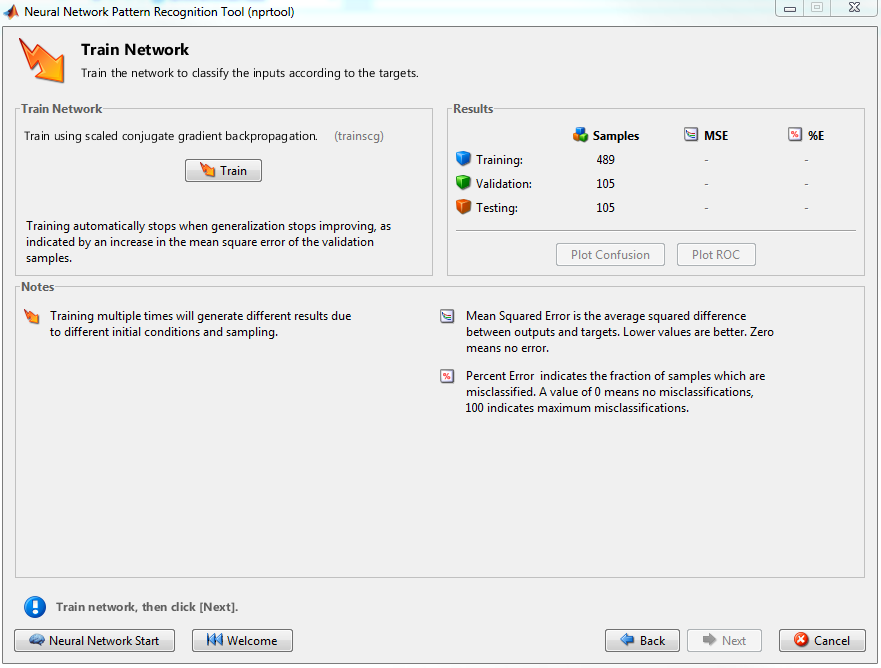 Neural Network Pattern Recognition Tool (nprtool)
Train Network
Train the network to classify the inputs according to the targets.
Train Network
Train using scaled conjugate gradient backpropagation. (trainscg)
Train
Training automatically stops when generalization stops improving, as
indicated by an increase in the mean square error of the validation
samples.
Results
Samples MSE %E
Training: 489 - -
Validation: 105 - -
Testing: 105 - -
Plot Confusion Plot ROC
Notes
Training multiple times will generate different results due
to different initial conditions and sampling.
Mean Squared Error is the average squared difference
between outputs and targets. Lower values are better. Zero
means no error.
Percent Error indicates the fraction of samples which are
misclassified. A value of 0 means no misclassifications,
100 indicates maximum misclassifications.
Train network, then click [Next].
Neural Network Start Welcome Back Next Cancel